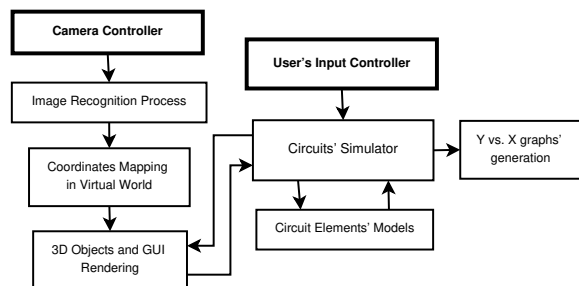 Camera Controller
User's Input Controller
Image Recognition Process
Circuits' Simulator
Y vs. X graphs'
generation
Coordinates Mapping
in Virtual World
Circuit Elements' Models
3D Objects and GUI
Rendering